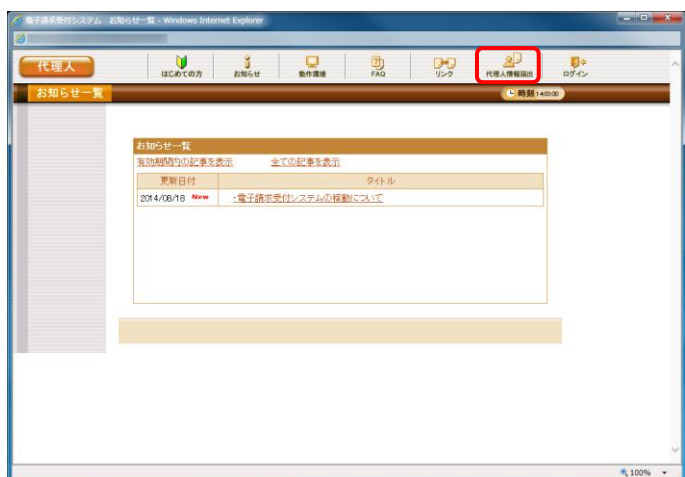 電子請求受付システム お知らせ一覧 - Windows Internet Explorer
代理人
はじめての方 お知らせ 動作環境 FAQ リンク 代理人情報届出 ログイン
お知らせ一覧 時刻 14:00:00
お知らせ一覧
有効期間内の記事を表示 全ての記事を表示
更新日付 タイトル
2014/06/18 New ・電子請求受付システムの稼動について
100%